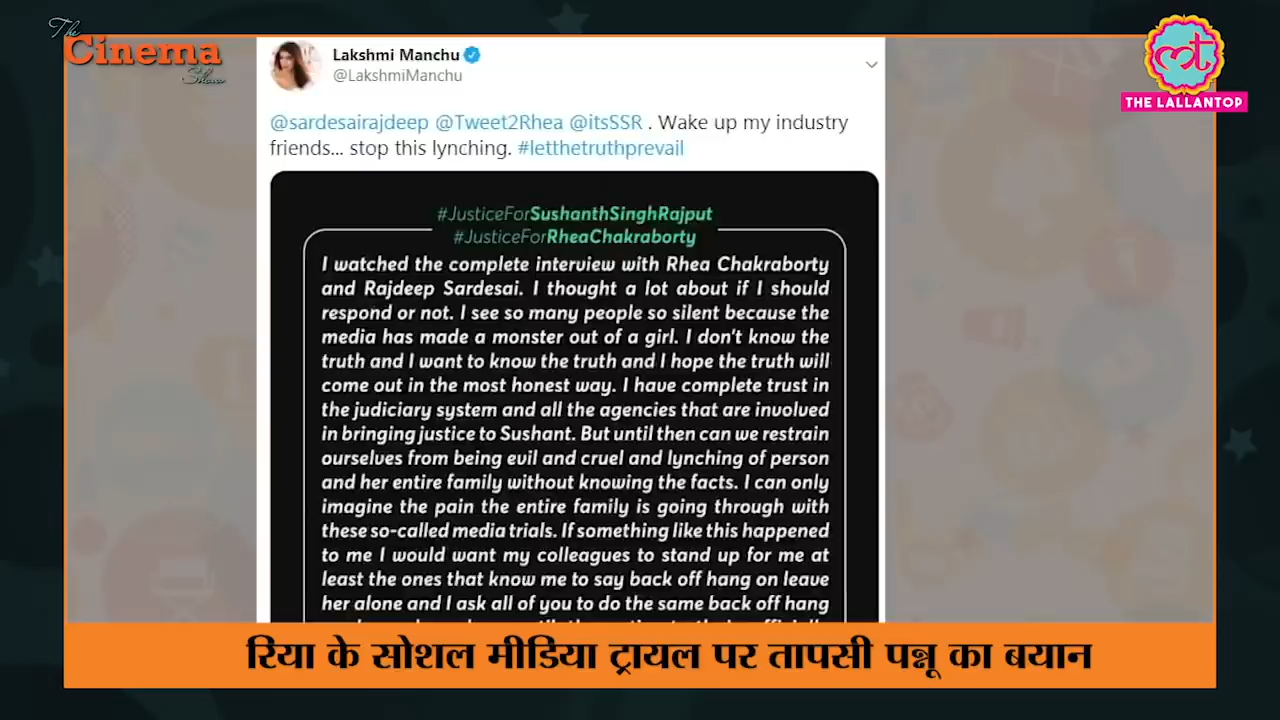 The
Cinema
Show
Lakshmi Manchu
@LakshmiManchu
@sardesairajdeep @Tweet2Rhea @itsSSR . Wake up my industry
friends... stop this lynching. #letthetruthprevail
#JusticeForSushanthSinghRajput
#JusticeForRheaChakraborty
I watched the complete interview with Rhea Chakraborty
and Rajdeep Sardesai. I thought a lot about if I should
respond or not. I see so many people so silent because the
media has made a monster out of a girl. I don't know the
truth and I want to know the truth and I hope the truth will
come out in the most honest way. I have complete trust in
the judiciary system and all the agencies that are involved
in bringing justice to Sushant. But until then can we restrain
ourselves from being evil and cruel and lynching of person
and her entire family without knowing the facts. I can only
imagine the pain the entire family is going through with
these so-called media trials. If something like this happened
to me I would want my colleagues to stand up for me at
least the ones that know me to say back off hang on leave
her alone and I ask all of you to do the same back off hang
लT
THE LALLANTOP
रिया के सोशल मीडिया ट्रायल पर तापसी पन्नू का बयान